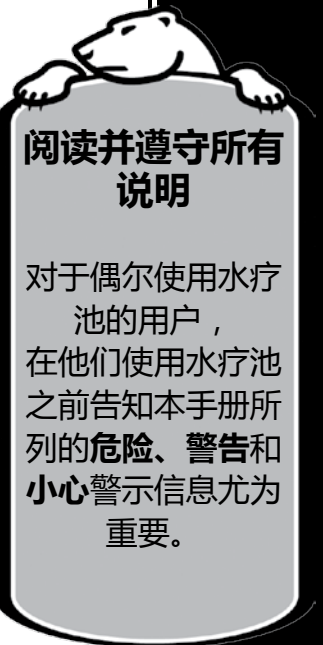 阅读并遵守所有
说明
对于偶尔使用水疗
池的用户，
在他们使用水疗池
之前告知本手册所
列的危险、警告和
小心警示信息尤为
重要。